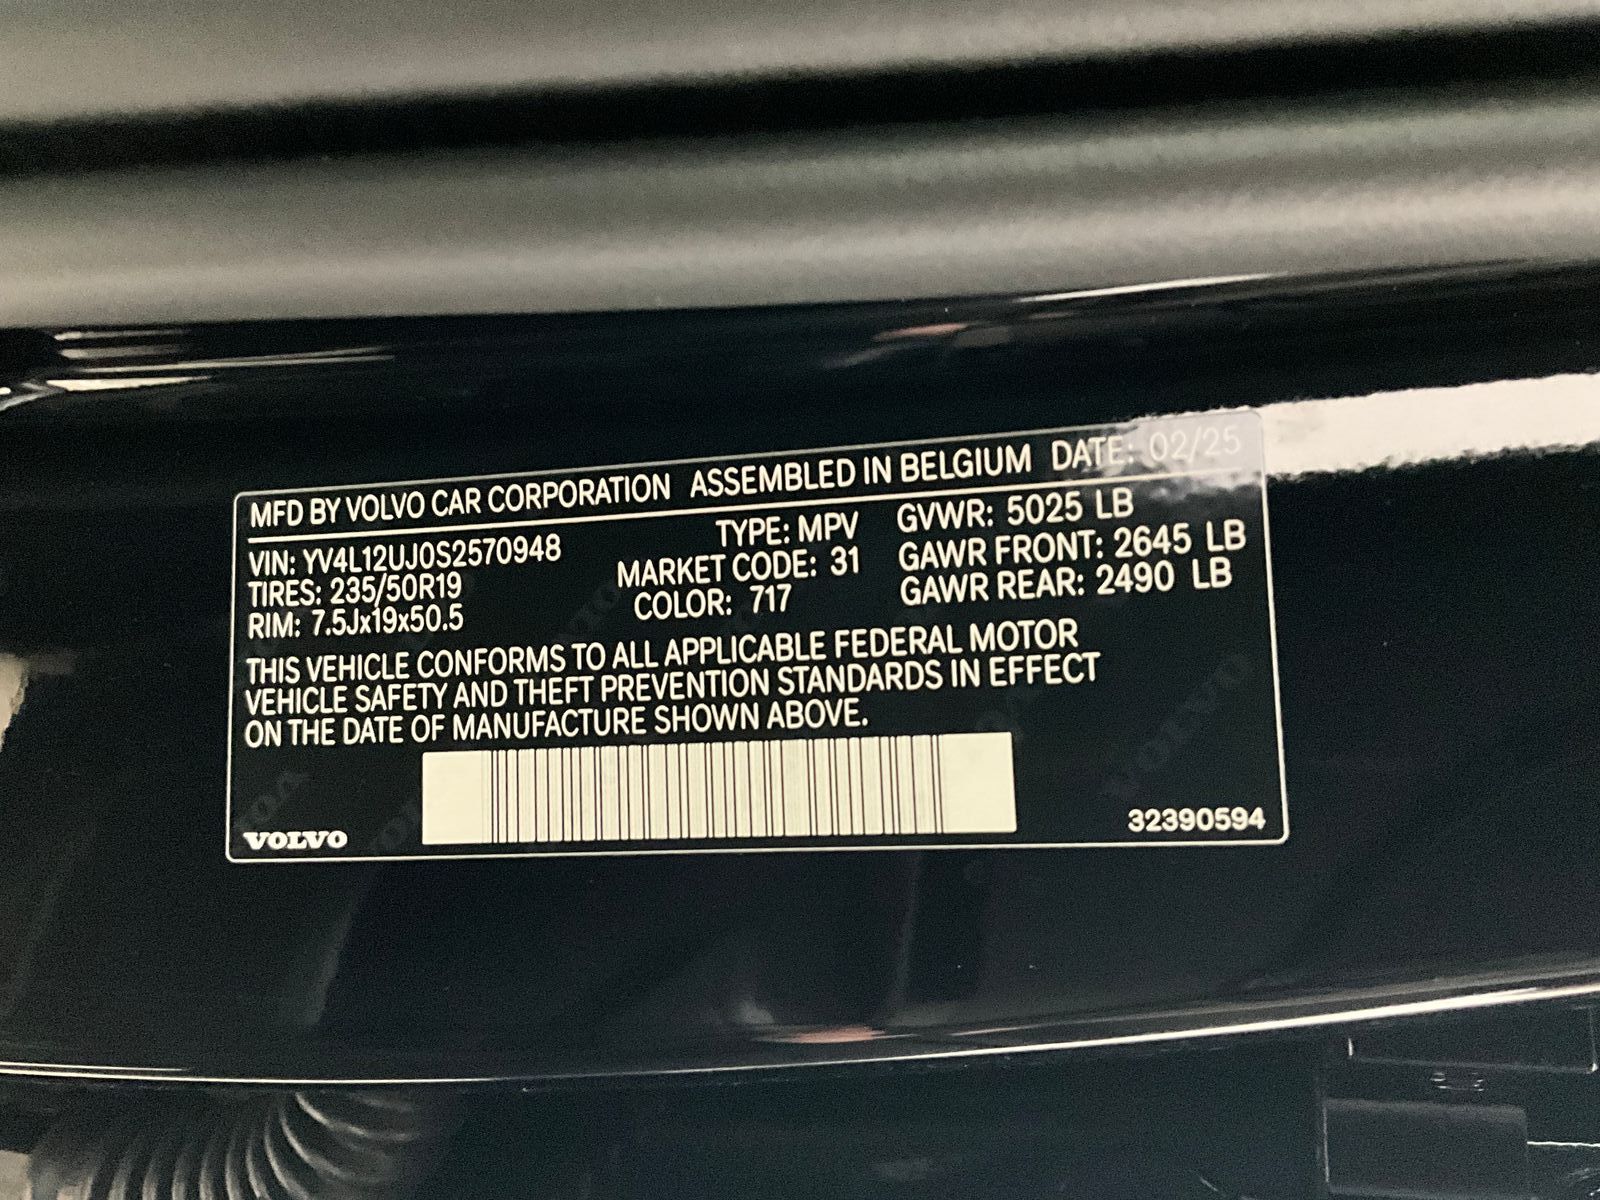 MFD BY VOLVO CAR CORPORATION ASSEMBLED IN BELGIUM DATE: 02/25
VIN: YV4L12UJ0S2570948 TYPE: MPV GVWR: 5025 LB
TIRES: 235/50R19 MARKET CODE: 31 GAWR FRONT: 2645 LB
RIM: 7.5Jx19x50.5 COLOR: 717 GAWR REAR: 2490 LB
THIS VEHICLE CONFORMS TO ALL APPLICABLE FEDERAL MOTOR
VEHICLE SAFETY AND THEFT PREVENTION STANDARDS IN EFFECT
ON THE DATE OF MANUFACTURE SHOWN ABOVE.
VOLVO 32390594